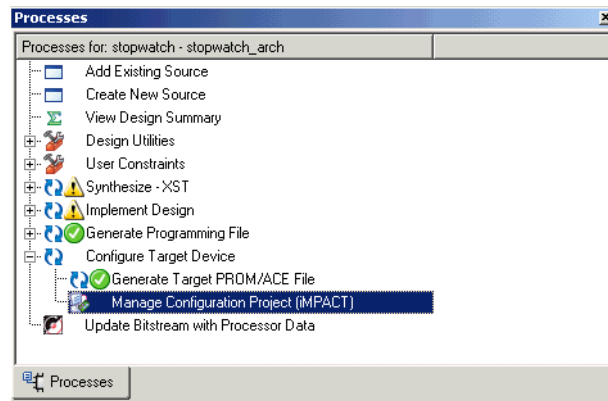 Processes
Processes for: stopwatch - stopwatch_arch
Add Existing Source
Create New Source
View Design Summary
Design Utilities
User Constraints
Synthesize - XST
Implement Design
Generate Programming File
Configure Target Device
Generate Target PROM/ACE File
Manage Configuration Project (iMPACT)
Update Bitstream with Processor Data
Processes